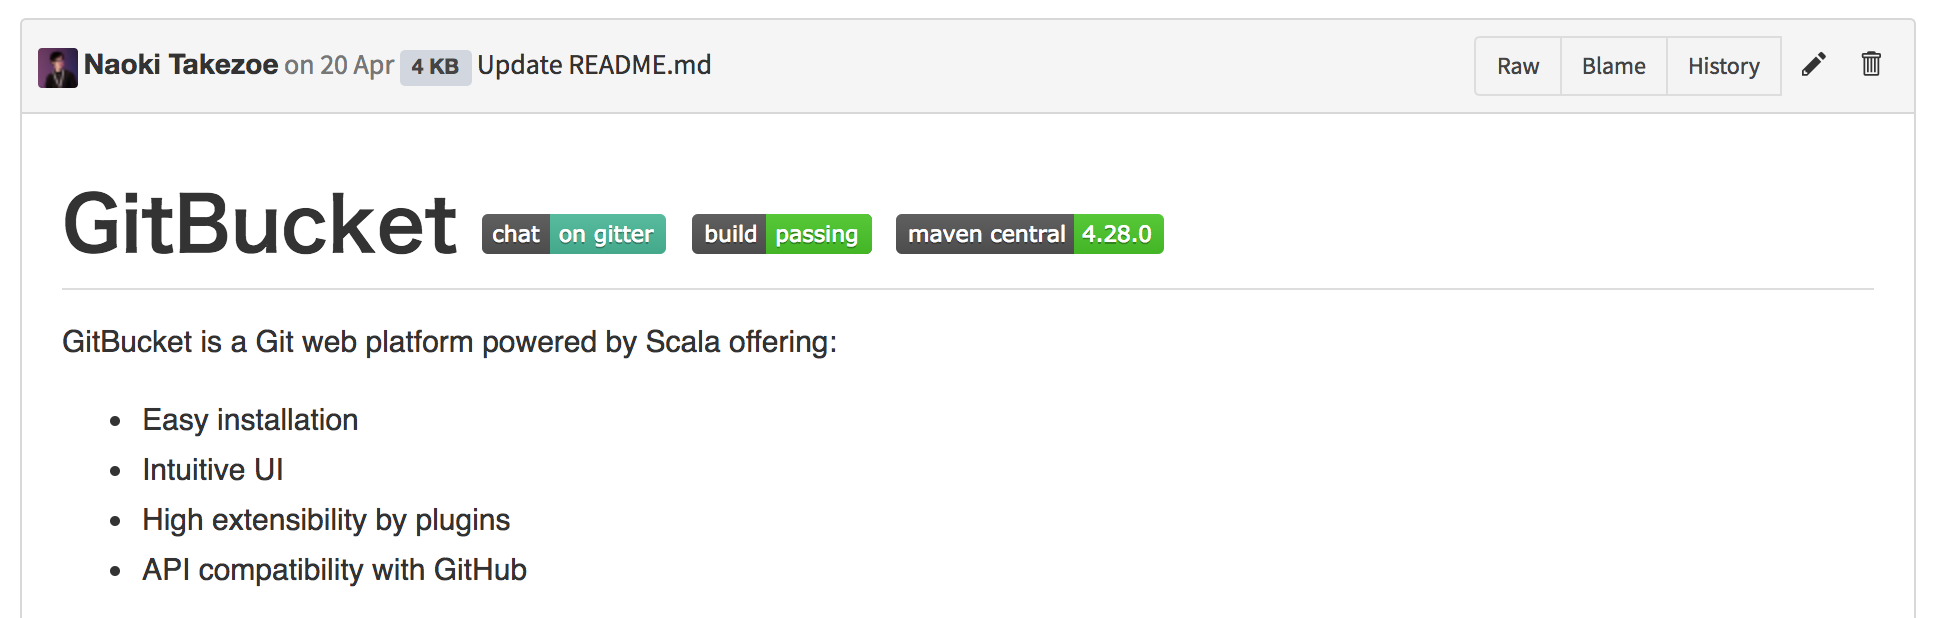 Naoki Takezoe on 20 Apr 4 KB Update README.md Raw Blame History
GitBucket chat on gitter build passing maven central 4.28.0
GitBucket is a Git web platform powered by Scala offering:
• Easy installation
• Intuitive UI
• High extensibility by plugins
• API compatibility with GitHub